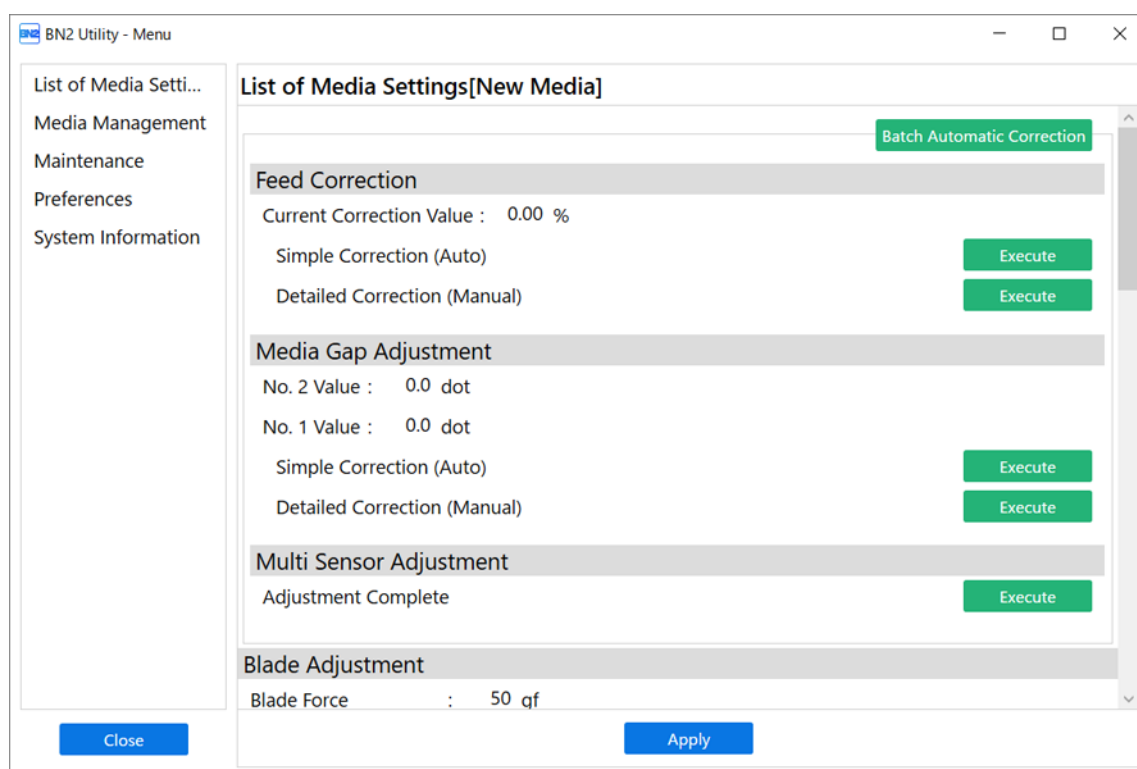 BN2 BN2 Utility - Menu
List of Media Setti...
Media Management
Maintenance
Preferences
System Information
Close
List of Media Settings[New Media]
Batch Automatic Correction
Feed Correction
Current Correction Value : 0.00 %
Simple Correction (Auto) Execute
Detailed Correction (Manual) Execute
Media Gap Adjustment
No. 2 Value : 0.0 dot
No. 1 Value : 0.0 dot
Simple Correction (Auto) Execute
Detailed Correction (Manual) Execute
Multi Sensor Adjustment
Adjustment Complete Execute
Blade Adjustment
Blade Force : 50 gf
Apply